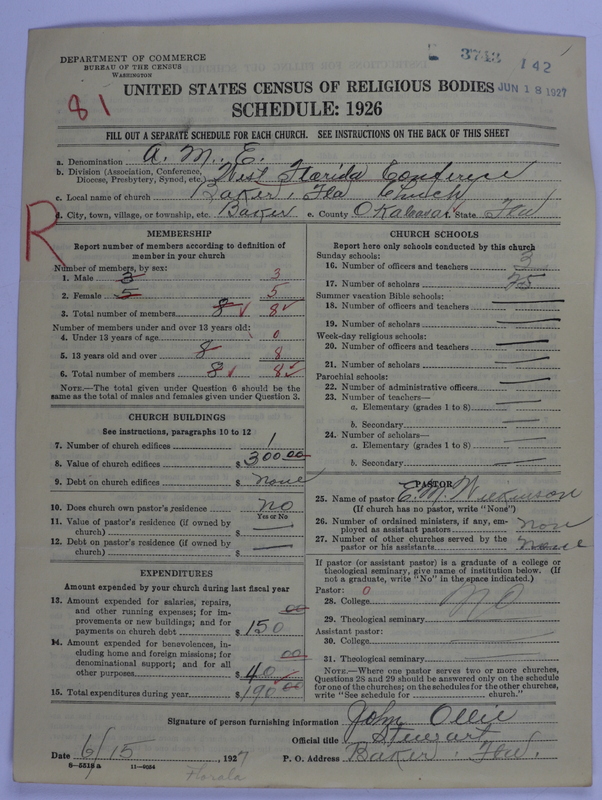 DEPARTMENT OF COMMERCE
BUREAU OF THE CENSUS
WASHINGTON
3743 142
81
UNITED STATES CENSUS OF RELIGIOUS BODIES
JUN 18 1927
SCHEDULE: 1926
FILL OUT A SEPARATE SCHEDULE FOR EACH CHURCH. SEE INSTRUCTIONS ON THE BACK OF THIS SHEET
a. Denomination A. M. E.
b. Division (Association, Conference, Diocese, Presbytery, Synod, etc.) West Florida Conference
c. Local name of church Baker, Fla Church
d. City, town, village, or township, etc. Baker e. County Okaloosa State Fla
R
MEMBERSHIP
Report number of members according to definition of member in your church
Number of members, by sex:
1. Male 3 3
2. Female 5 5
3. Total number of members 8 8
Number of members under and over 13 years old:
4. Under 13 years of age 0
5. 13 years old and over 8 8
6. Total number of members 8 8
NOTE.—The total given under Question 6 should be the same as the total of males and females given under Question 3.
CHURCH BUILDINGS
See instructions, paragraphs 10 to 12
7. Number of church edifices 1
8. Value of church edifices $ 300.00
9. Debt on church edifices $ none
10. Does church own pastor's residence no
Yes or No
11. Value of pastor's residence (if owned by church) $
12. Debt on pastor's residence (if owned by church) $
EXPENDITURES
Amount expended by your church during last fiscal year
13. Amount expended for salaries, repairs, and other running expenses; for improvements or new buildings; and for payments on church debt $ 150 00
14. Amount expended for benevolences, including home and foreign missions; for denominational support; and for all other purposes $ 40 00
15. Total expenditures during year $ 190 00
CHURCH SCHOOLS
Report here only schools conducted by this church
Sunday schools:
16. Number of officers and teachers 3
17. Number of scholars 25
Summer vacation Bible schools:
18. Number of officers and teachers
19. Number of scholars
Week-day religious schools:
20. Number of officers and teachers
21. Number of scholars
Parochial schools:
22. Number of administrative officers
23. Number of teachers—
a. Elementary (grades 1 to 8)
b. Secondary
24. Number of scholars—
a. Elementary (grades 1 to 8)
b. Secondary
PASTOR
25. Name of pastor E. M. Wilkinson
(If church has no pastor, write "None")
26. Number of ordained ministers, if any, employed as assistant pastors non
27. Number of other churches served by the pastor or his assistants None
If pastor (or assistant pastor) is a graduate of a college or theological seminary, give name of institution below. (If not a graduate, write "No" in the space indicated.)
Pastor: 0
28. College NO
29. Theological seminary
Assistant pastor:
30. College
31. Theological seminary
NOTE.—Where one pastor serves two or more churches, Questions 28 and 29 should be answered only on the schedule for one of the churches; on the schedules for the other churches, write "See schedule for church."
Signature of person furnishing information John Ollie
Official title Stewart
Date 6/15, 1927 P. O. Address Baker, Fla.
8-5318a 11-9054
Florala